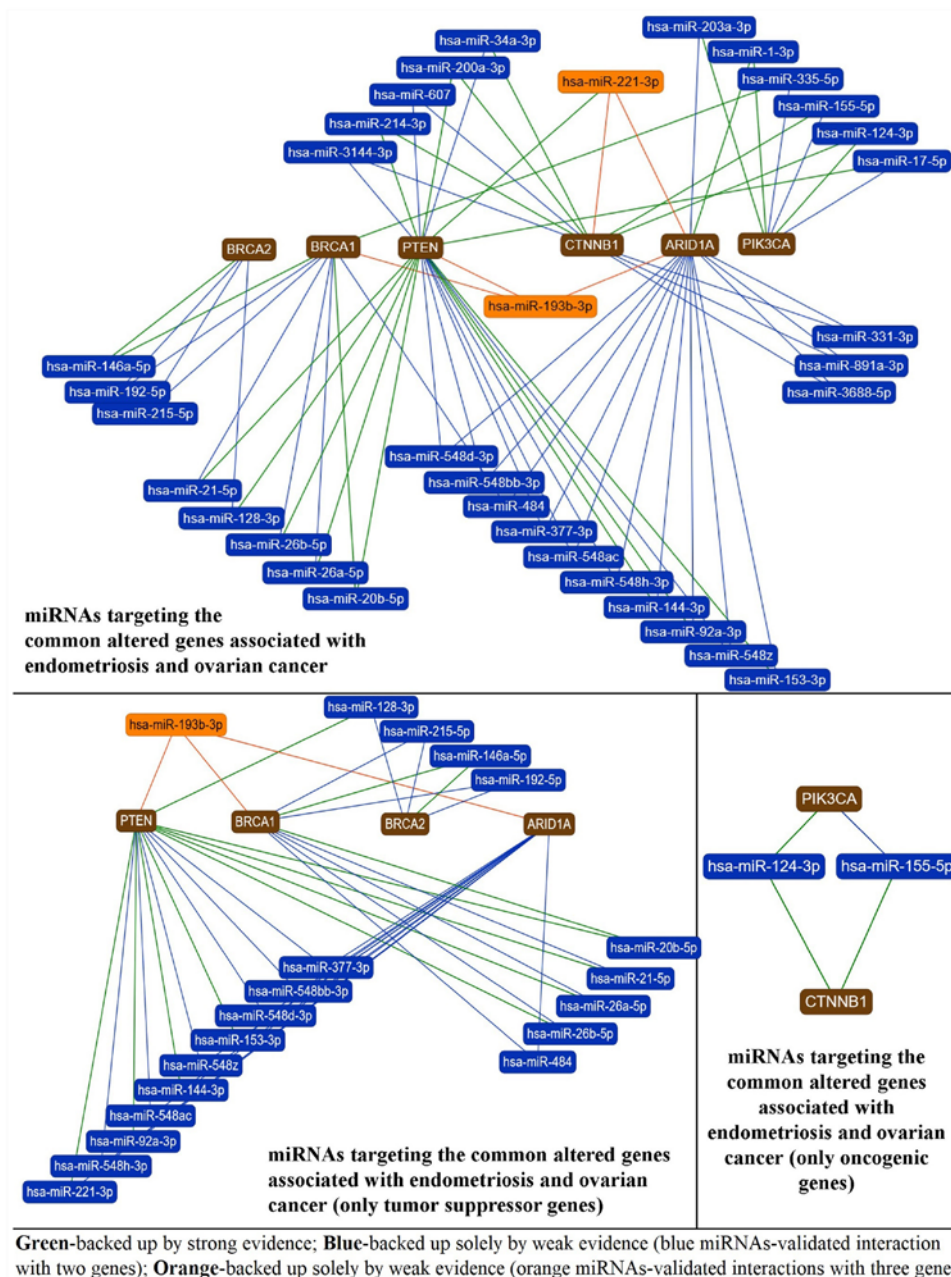 hsa-miR-34a-3p
hsa-miR-200a-3p
hsa-miR-607
hsa-miR-214-3p
hsa-miR-3144-3p
hsa-miR-221-3p
hsa-miR-203a-3p
hsa-miR-1-3p
hsa-miR-335-5p
hsa-miR-155-5p
hsa-miR-124-3p
hsa-miR-17-5p
BRCA2
BRCA1
PTEN
CTNNB1
ARID1A
PIK3CA
hsa-miR-193b-3p
hsa-miR-331-3p
hsa-miR-891a-3p
hsa-miR-3688-5p
hsa-miR-146a-5p
hsa-miR-192-5p
hsa-miR-215-5p
hsa-miR-21-5p
hsa-miR-128-3p
hsa-miR-26b-5p
hsa-miR-26a-5p
hsa-miR-20b-5p
hsa-miR-548d-3p
hsa-miR-548bb-3p
hsa-miR-484
hsa-miR-377-3p
hsa-miR-548ac
hsa-miR-548h-3p
hsa-miR-144-3p
hsa-miR-92a-3p
hsa-miR-548z
hsa-miR-153-3p
miRNAs targeting the
common altered genes associated with
endometriosis and ovarian cancer
hsa-miR-193b-3p
hsa-miR-128-3p
hsa-miR-215-5p
hsa-miR-146a-5p
hsa-miR-192-5p
PTEN
BRCA1
BRCA2
ARID1A
hsa-miR-377-3p
hsa-miR-548bb-3p
hsa-miR-548d-3p
hsa-miR-153-3p
hsa-miR-548z
hsa-miR-144-3p
hsa-miR-548ac
hsa-miR-92a-3p
hsa-miR-548h-3p
hsa-miR-221-3p
hsa-miR-20b-5p
hsa-miR-21-5p
hsa-miR-26a-5p
hsa-miR-26b-5p
hsa-miR-484
miRNAs targeting the common altered genes
associated with endometriosis and ovarian
cancer (only tumor suppressor genes)
PIK3CA
hsa-miR-124-3p
hsa-miR-155-5p
CTNNB1
miRNAs targeting the
common altered genes
associated with
endometriosis and ovarian
cancer (only oncogenic
genes)
Green-backed up by strong evidence; Blue-backed up solely by weak evidence (blue miRNAs-validated interaction
with two genes); Orange-backed up solely by weak evidence (orange miRNAs-validated interactions with three gene